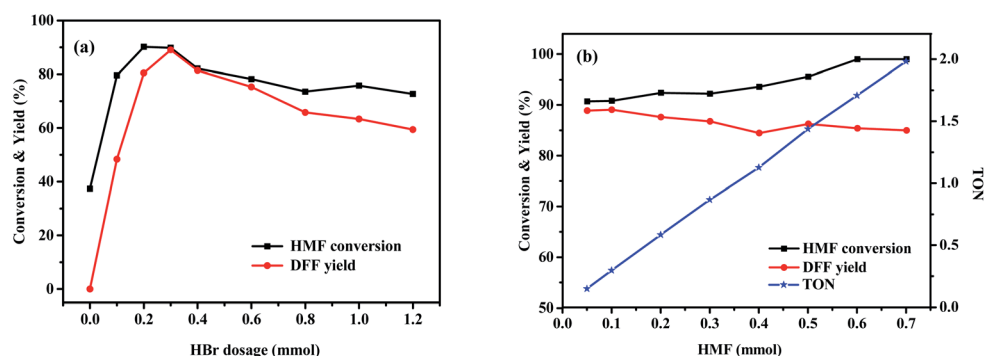 (a)
Conversion & Yield (%)
100
80
60
40
20
0
HMF conversion
DFF yield
0.0 0.2 0.4 0.6 0.8 1.0 1.2
HBr dosage (mmol)
(b)
Conversion & Yield (%)
100
90
80
70
60
50
2.0
1.5
1.0
0.5
0.0
TON
HMF conversion
DFF yield
TON
0.0 0.1 0.2 0.3 0.4 0.5 0.6 0.7
HMF (mmol)